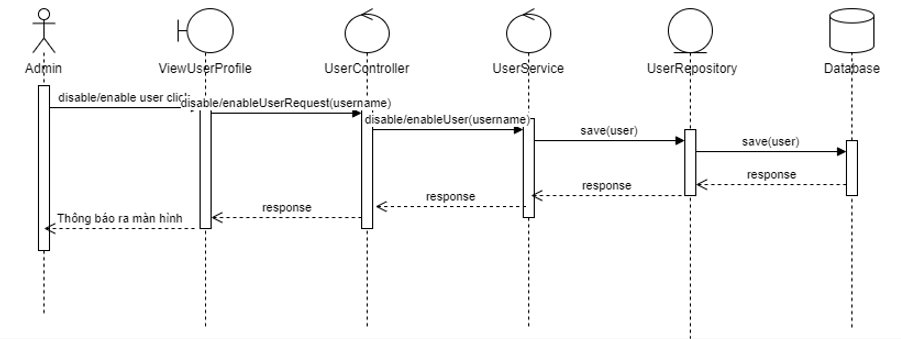 Admin
ViewUserProfile
UserController
UserService
UserRepository
Database
disable/enable user click
disable/enableUserRequest(username)
disable/enableUser(username)
save(user)
save(user)
response
response
response
response
Thông báo ra màn hình